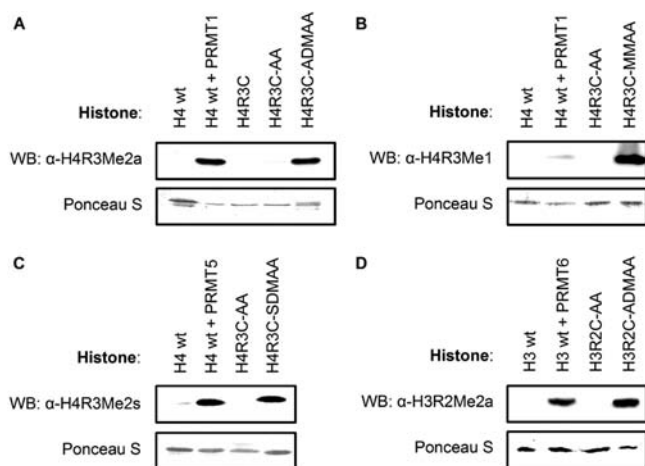 A
H4 wt
H4 wt + PRMT1
H4R3C
H4R3C-AA
H4R3C-ADMAA
Histone:
WB: α-H4R3Me2a
Ponceau S
B
H4 wt
H4 wt + PRMT1
H4R3C-AA
H4R3C-MMAA
Histone:
WB: α-H4R3Me1
Ponceau S
C
H4 wt
H4 wt + PRMT5
H4R3C-AA
H4R3C-SDMAA
Histone:
WB: α-H4R3Me2s
Ponceau S
D
H3 wt
H3 wt + PRMT6
H3R2C-AA
H3R2C-ADMAA
Histone:
WB: α-H3R2Me2a
Ponceau S